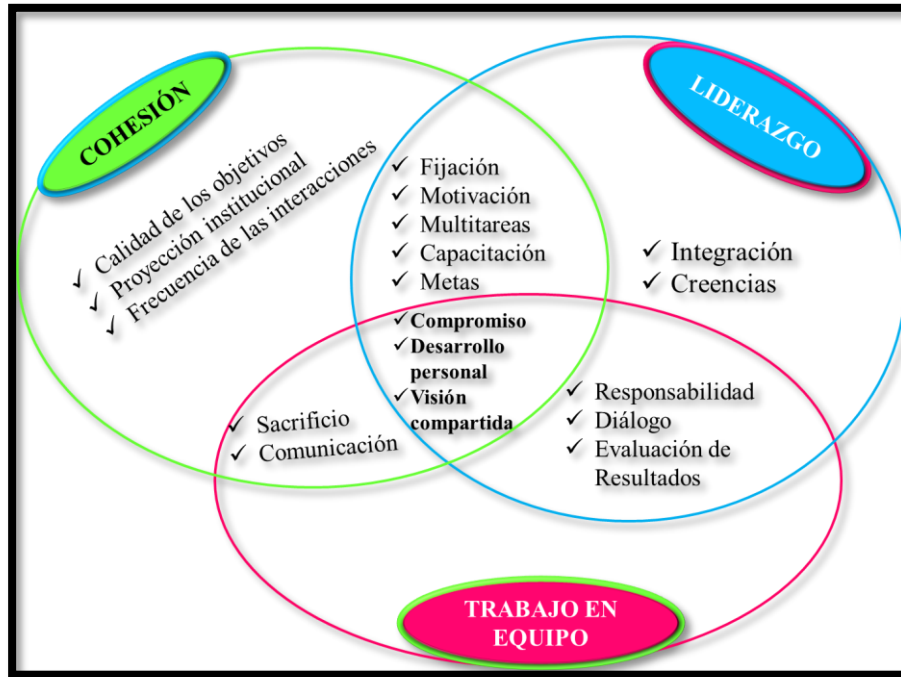 COHESIÓN
LIDERAZGO
✓ Calidad de los objetivos
✓ Proyección institucional
✓ Frecuencia de las interacciones
✓ Fijación
✓ Motivación
✓ Multitareas
✓ Capacitación
✓ Metas
✓ Integración
✓ Creencias
✓ Compromiso
✓ Desarrollo
personal
✓ Visión
compartida
✓ Sacrificio
✓ Comunicación
✓ Responsabilidad
✓ Diálogo
✓ Evaluación de
Resultados
TRABAJO EN
EQUIPO